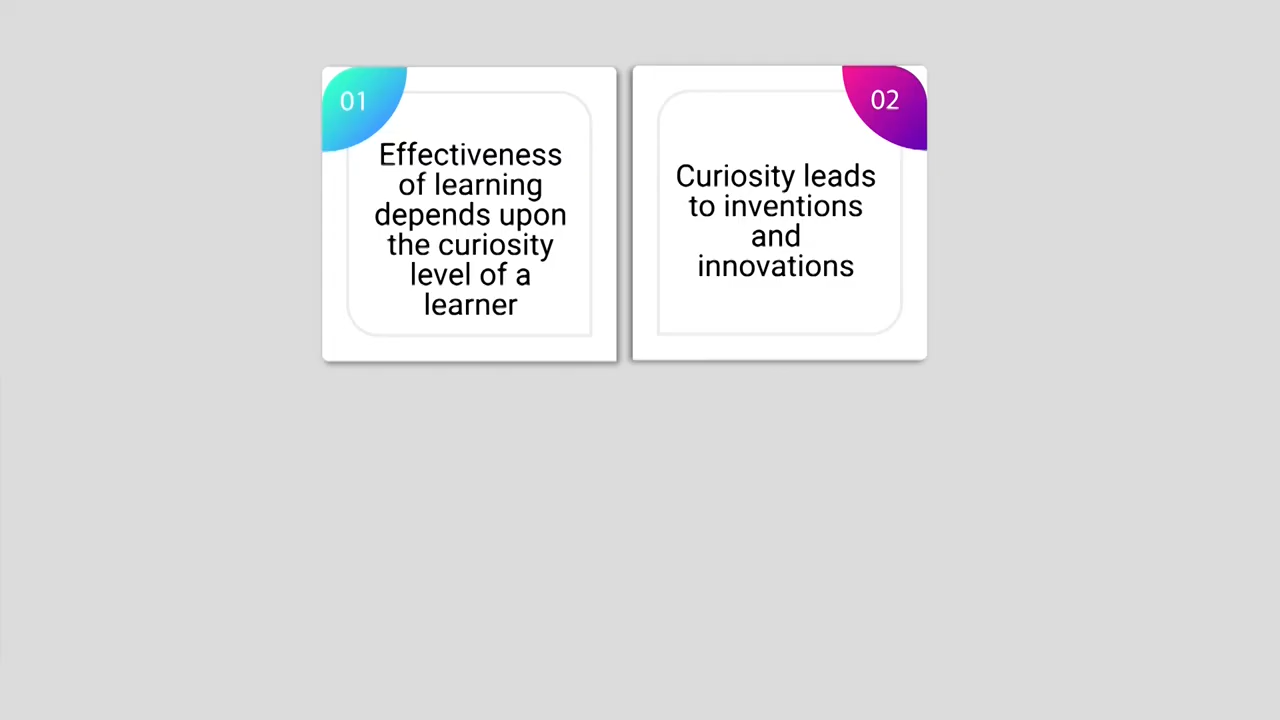 01
Effectiveness
of learning
depends upon
the curiosity
level of a
learner
02
Curiosity leads
to inventions
and
innovations